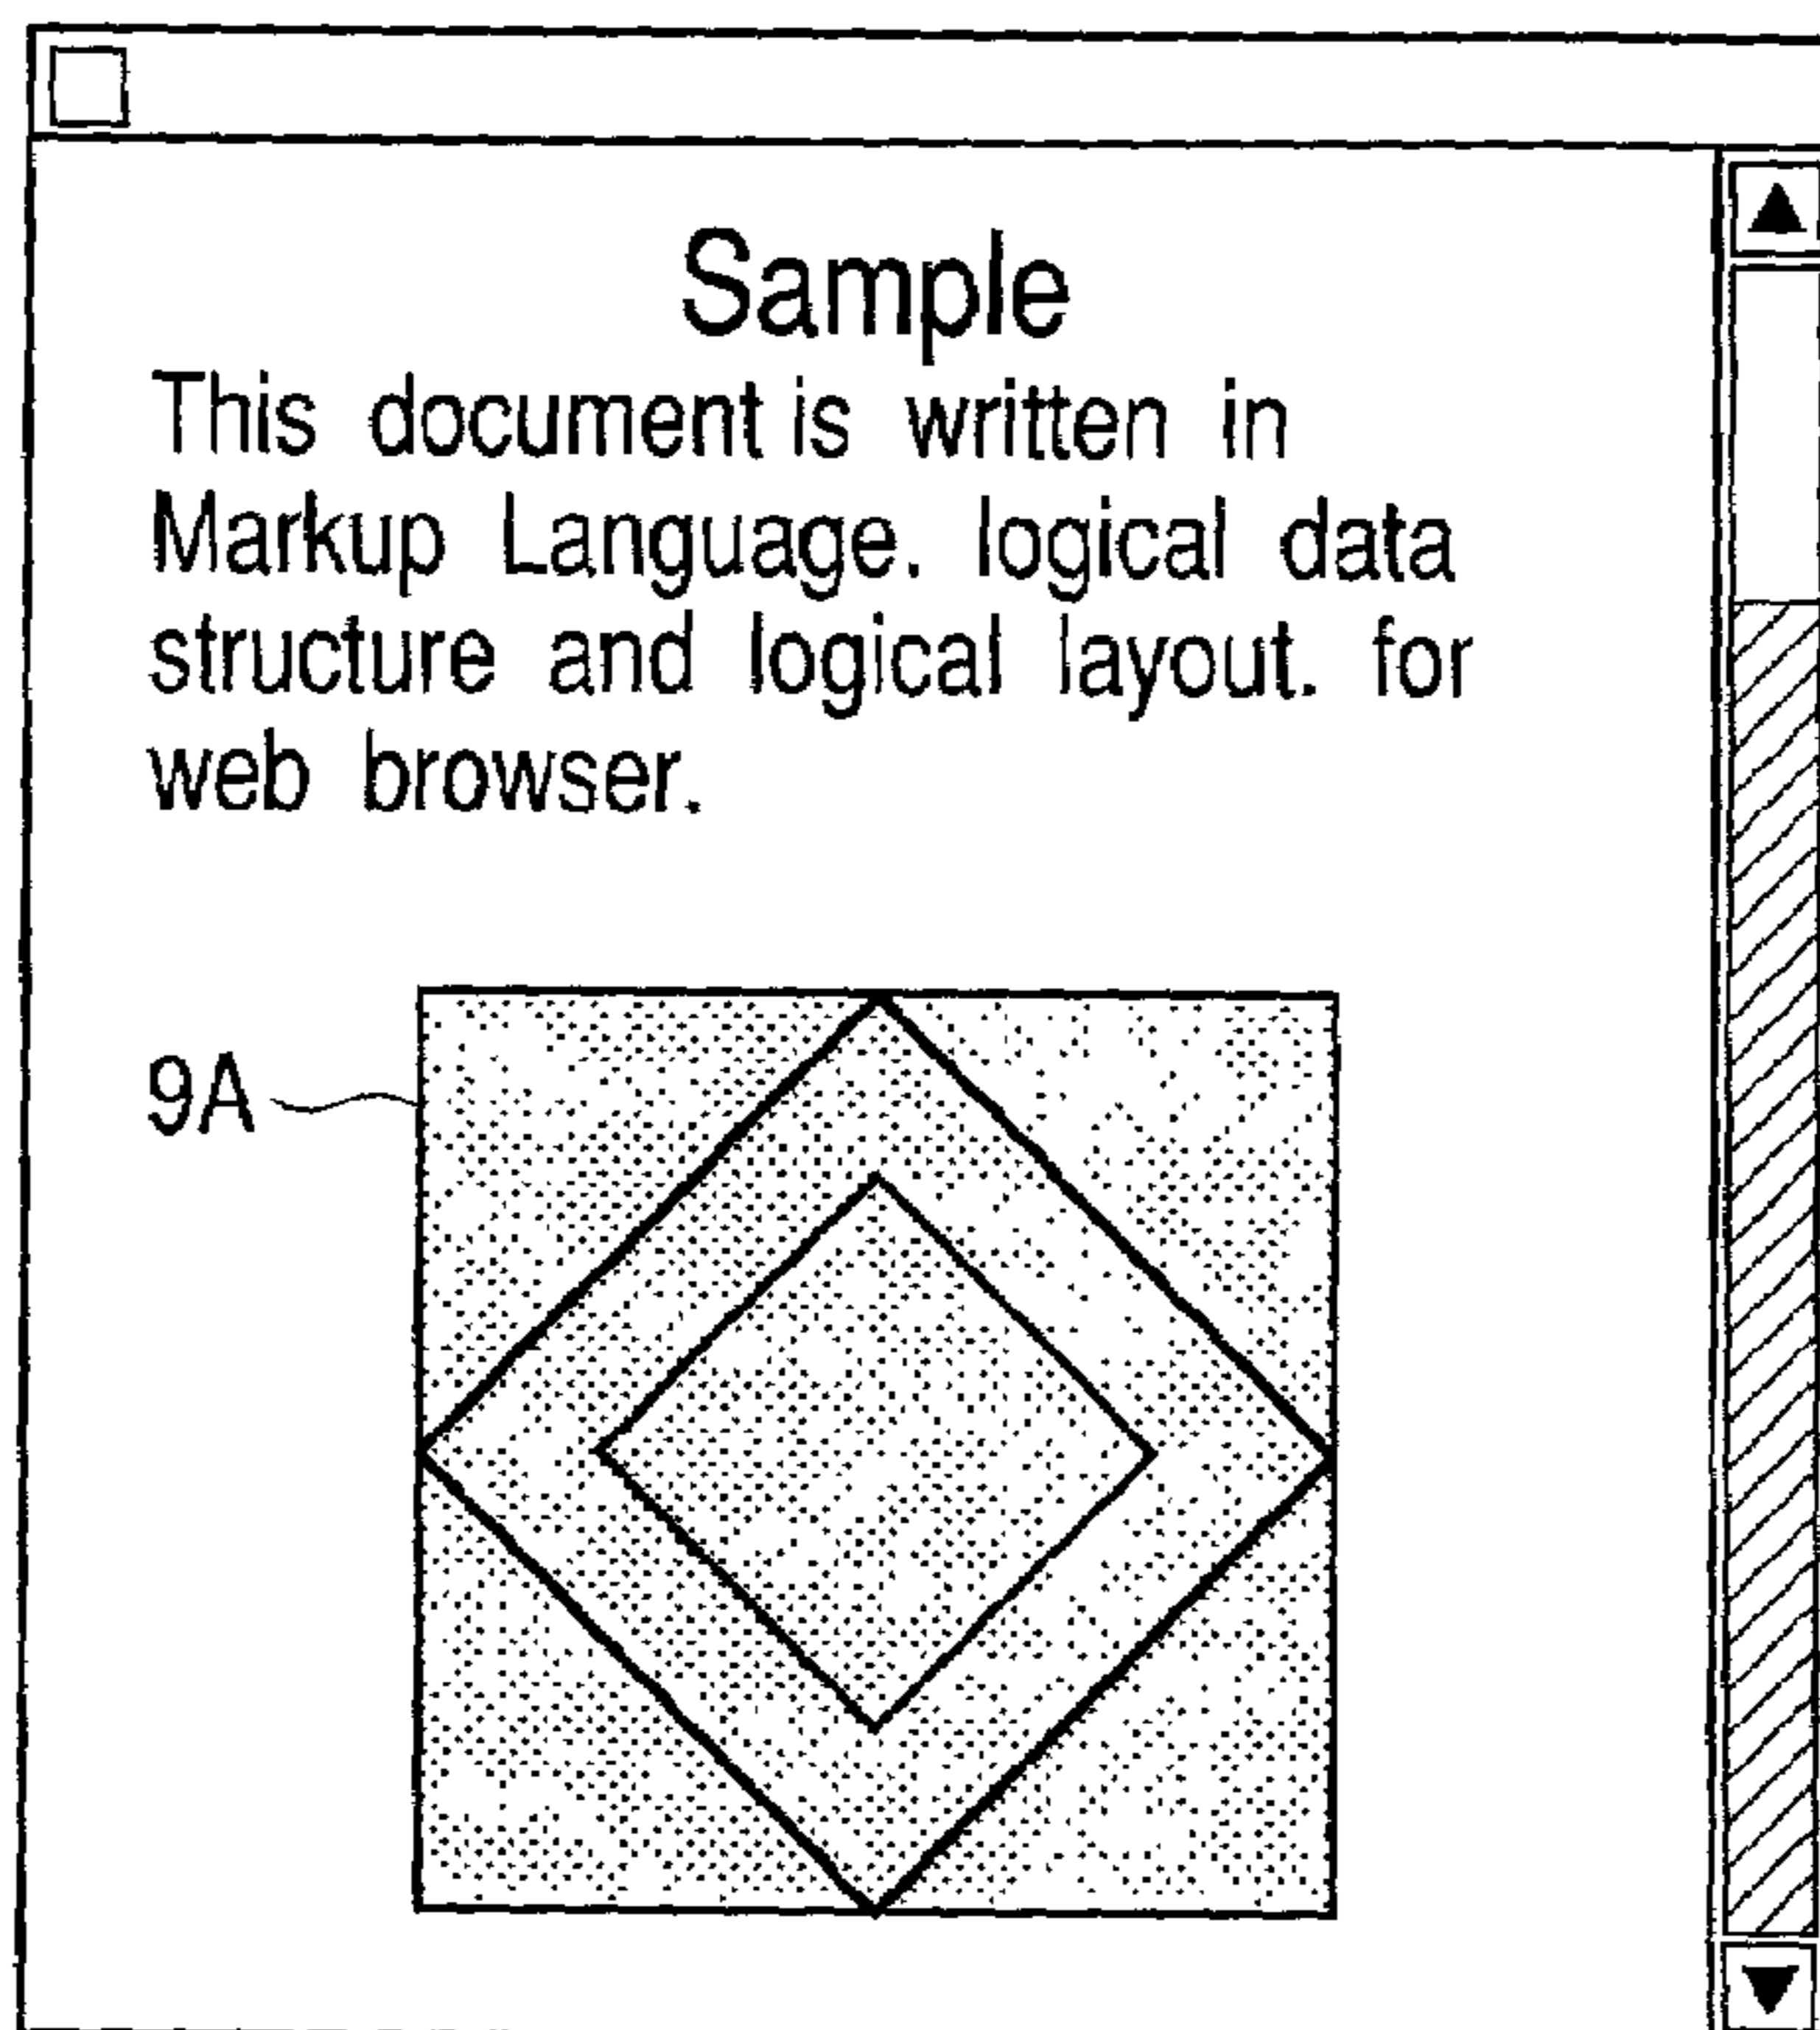 Sample
This document is written in
Markup Language. logical data
structure and logical layout. for
web browser.
9A